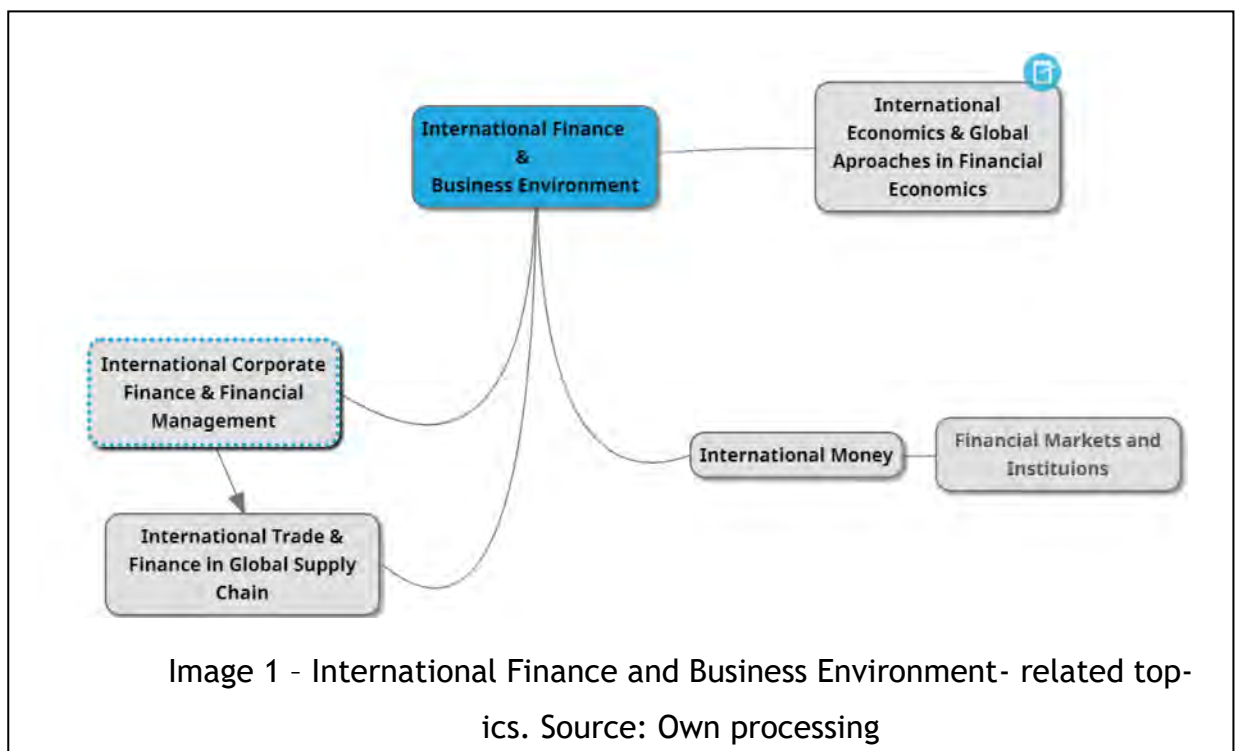 International Finance
&
Business Environment
International
Economics & Global
Aproaches in Financial
Economics
International Corporate
Finance & Financial
Management
International Money
Financial Markets and
Instituions
International Trade &
Finance in Global Supply
Chain
Image 1 – International Finance and Business Environment- related top-
ics. Source: Own processing